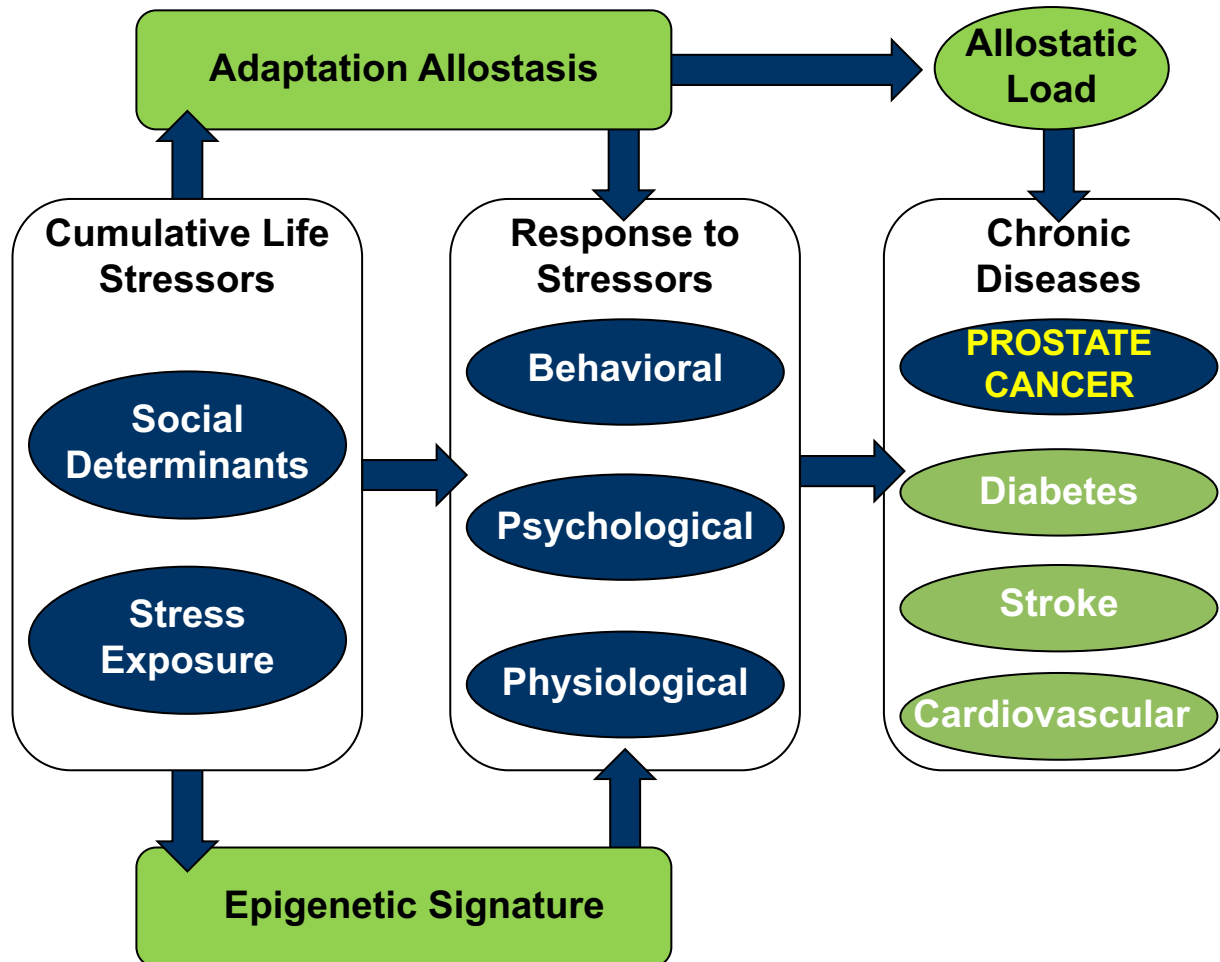 Adaptation Allostasis
Allostatic
Load
Cumulative Life
Stressors
Social
Determinants
Stress
Exposure
Response to
Stressors
Behavioral
Psychological
Physiological
Chronic
Diseases
PROSTATE
CANCER
Diabetes
Stroke
Cardiovascular
Epigenetic Signature